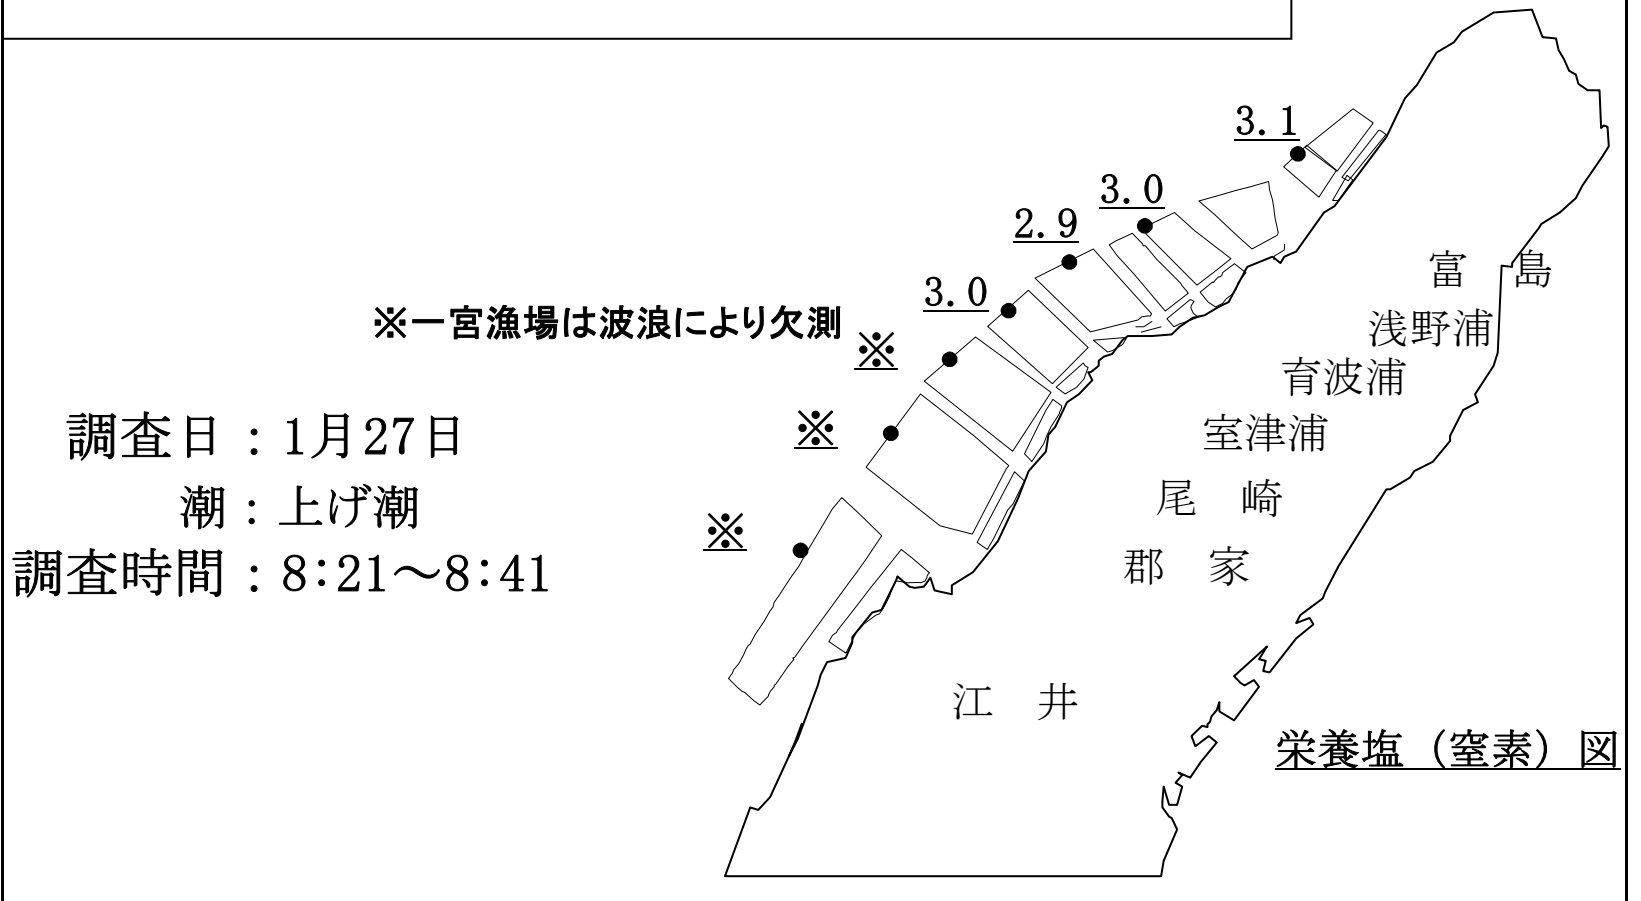 3.1
3.0
2.9
3.0
※一宮漁場は波浪により欠測
※
※
※
調査日：1月27日
潮：上げ潮
調査時間：8:21～8:41
富　島
浅野浦
育波浦
室津浦
尾　崎
郡　家
江　井
栄養塩（窒素）図